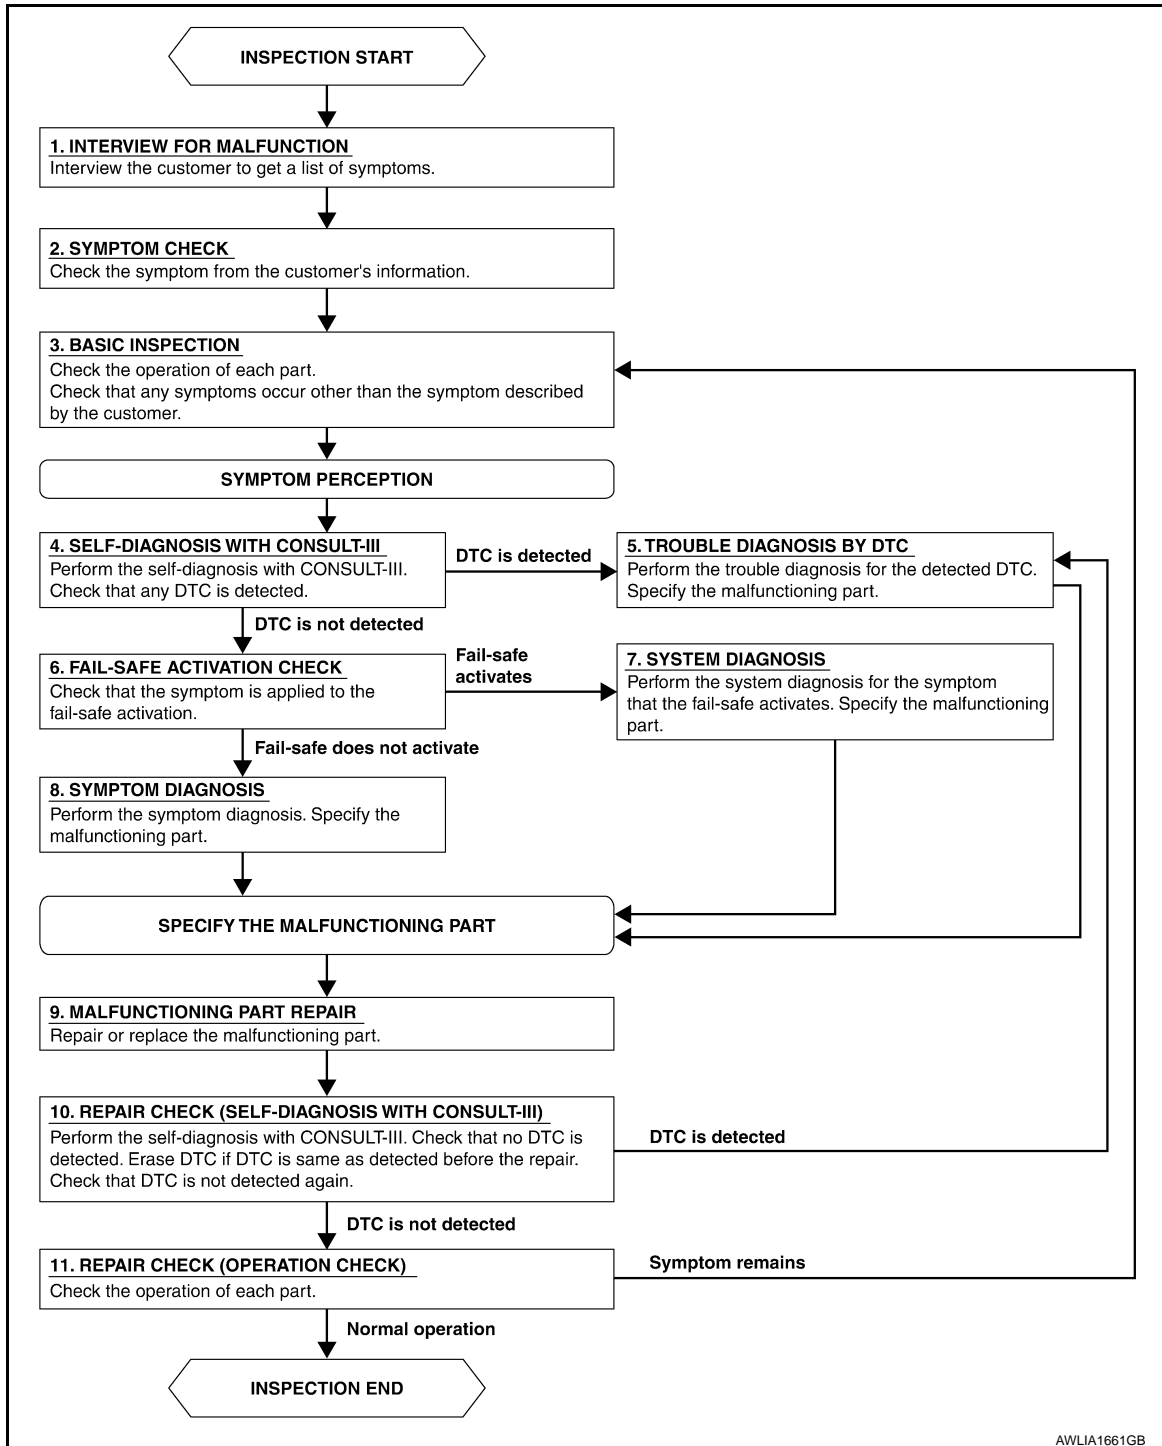 INSPECTION START
1. INTERVIEW FOR MALFUNCTION
Interview the customer to get a list of symptoms.
2. SYMPTOM CHECK
Check the symptom from the customer's information.
3. BASIC INSPECTION
Check the operation of each part.
Check that any symptoms occur other than the symptom described
by the customer.
SYMPTOM PERCEPTION
4. SELF-DIAGNOSIS WITH CONSULT-III
Perform the self-diagnosis with CONSULT-III.
Check that any DTC is detected.
DTC is detected
5. TROUBLE DIAGNOSIS BY DTC
Perform the trouble diagnosis for the detected DTC.
Specify the malfunctioning part.
DTC is not detected
6. FAIL-SAFE ACTIVATION CHECK
Check that the symptom is applied to the
fail-safe activation.
Fail-safe
activates
7. SYSTEM DIAGNOSIS
Perform the system diagnosis for the symptom
that the fail-safe activates. Specify the malfunctioning
part.
Fail-safe does not activate
8. SYMPTOM DIAGNOSIS
Perform the symptom diagnosis. Specify the
malfunctioning part.
SPECIFY THE MALFUNCTIONING PART
9. MALFUNCTIONING PART REPAIR
Repair or replace the malfunctioning part.
10. REPAIR CHECK (SELF-DIAGNOSIS WITH CONSULT-III)
Perform the self-diagnosis with CONSULT-III. Check that no DTC is
detected. Erase DTC if DTC is same as detected before the repair.
Check that DTC is not detected again.
DTC is detected
DTC is not detected
11. REPAIR CHECK (OPERATION CHECK)
Check the operation of each part.
Symptom remains
Normal operation
INSPECTION END
AWLIA1661GB